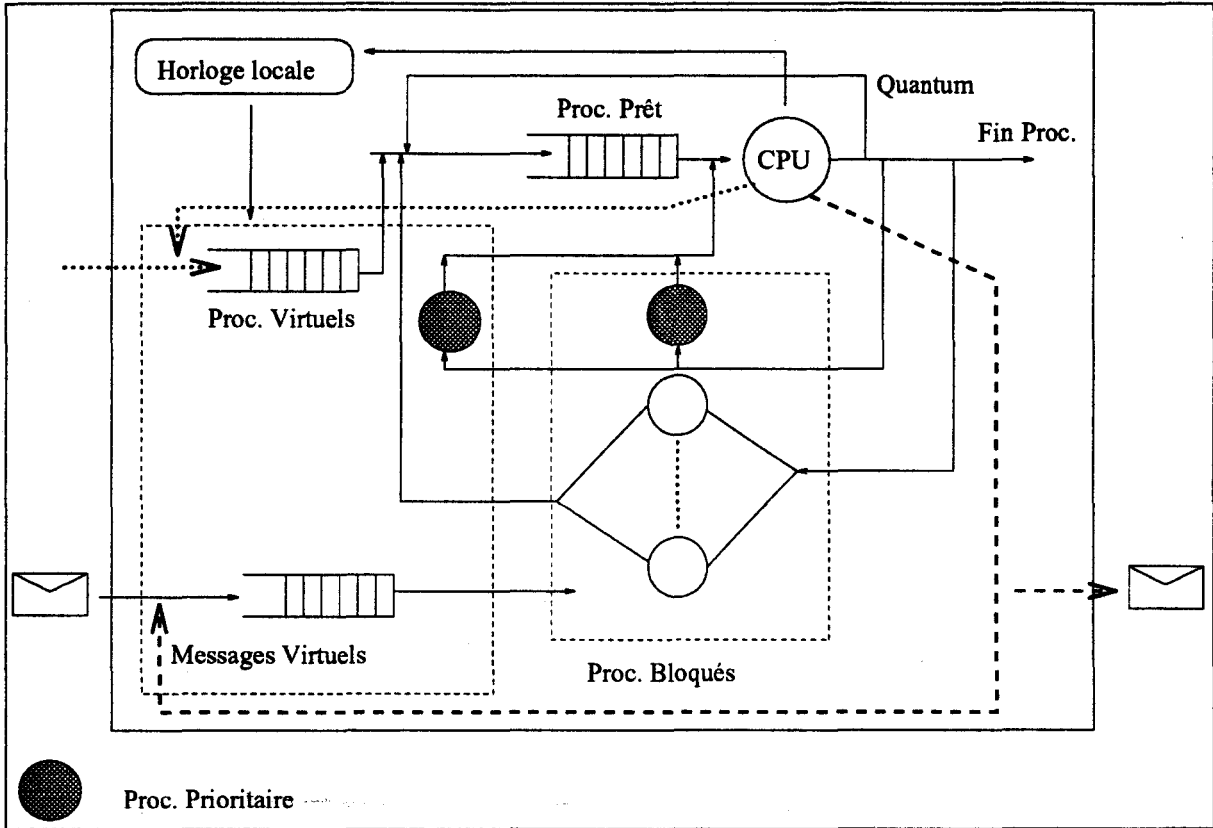 Horloge locale
Quantum
Proc. Prêt
Fin Proc.
CPU
Proc. Virtuels
Messages Virtuels
Proc. Bloqués
Proc. Prioritaire